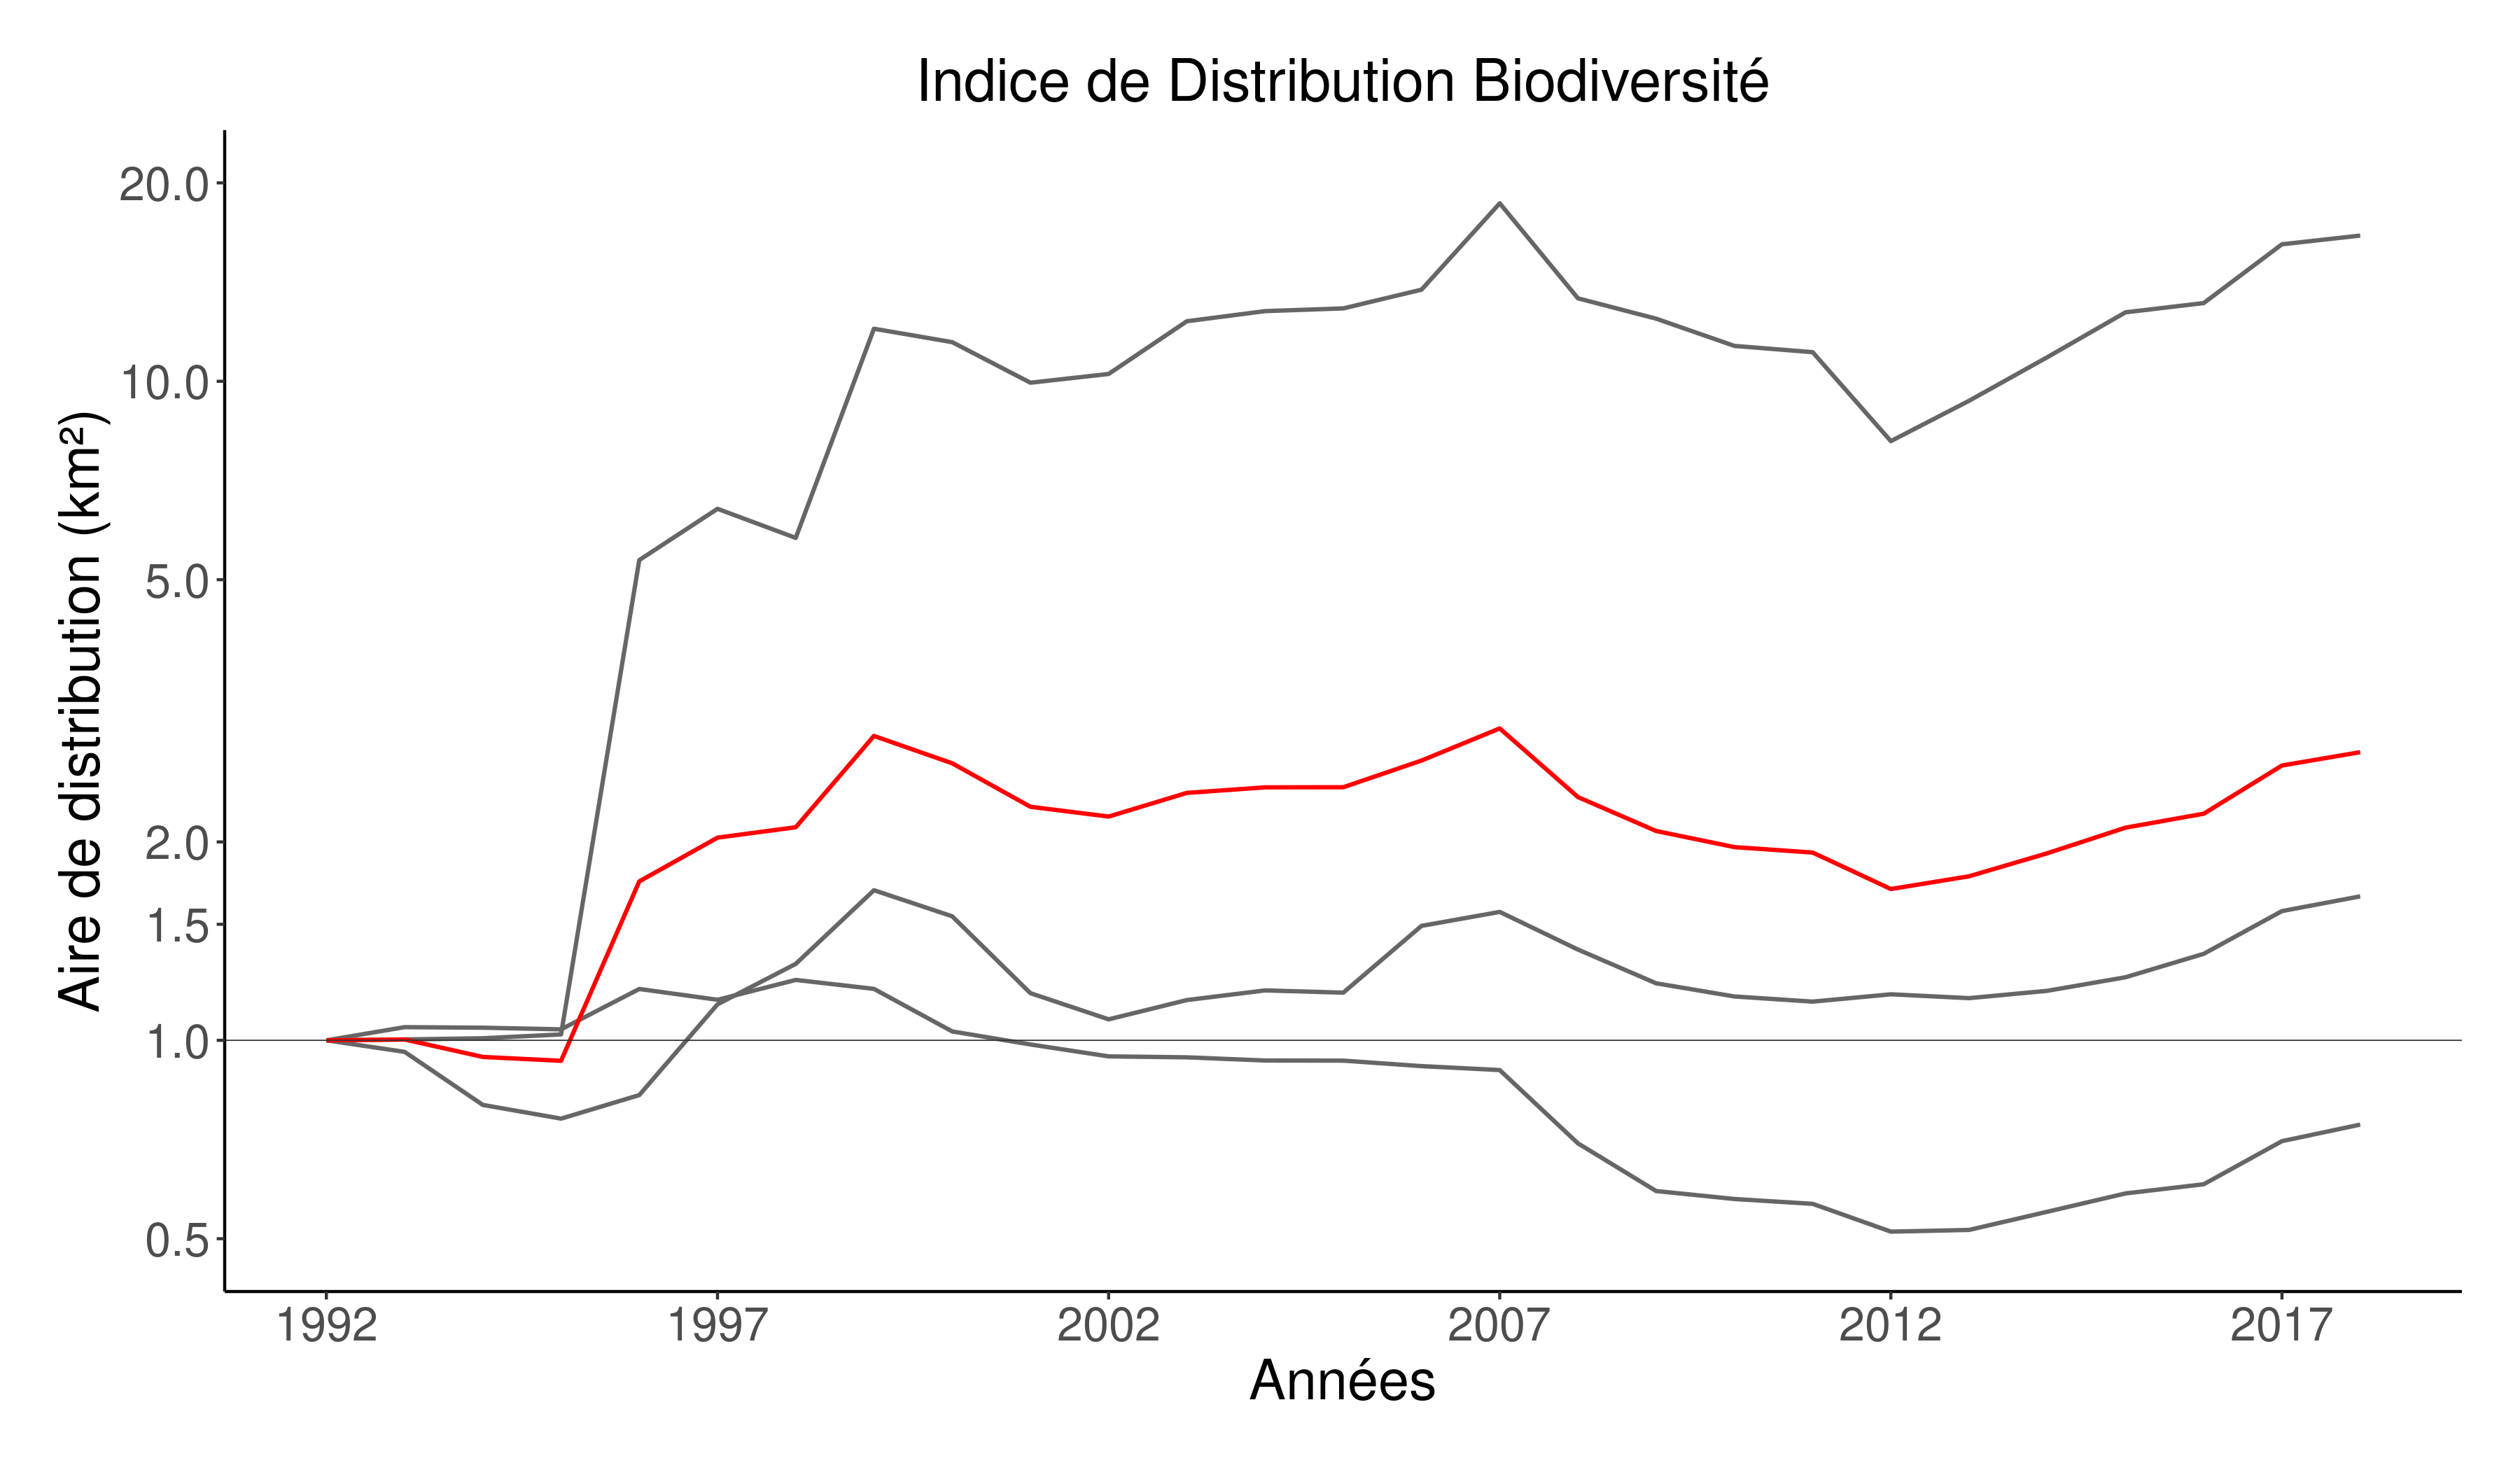 Indice de Distribution Biodiversité
Aire de distribution (km²)
20.0
10.0
5.0
2.0
1.5
1.0
0.5
1992 1997 2002 2007 2012 2017
Années